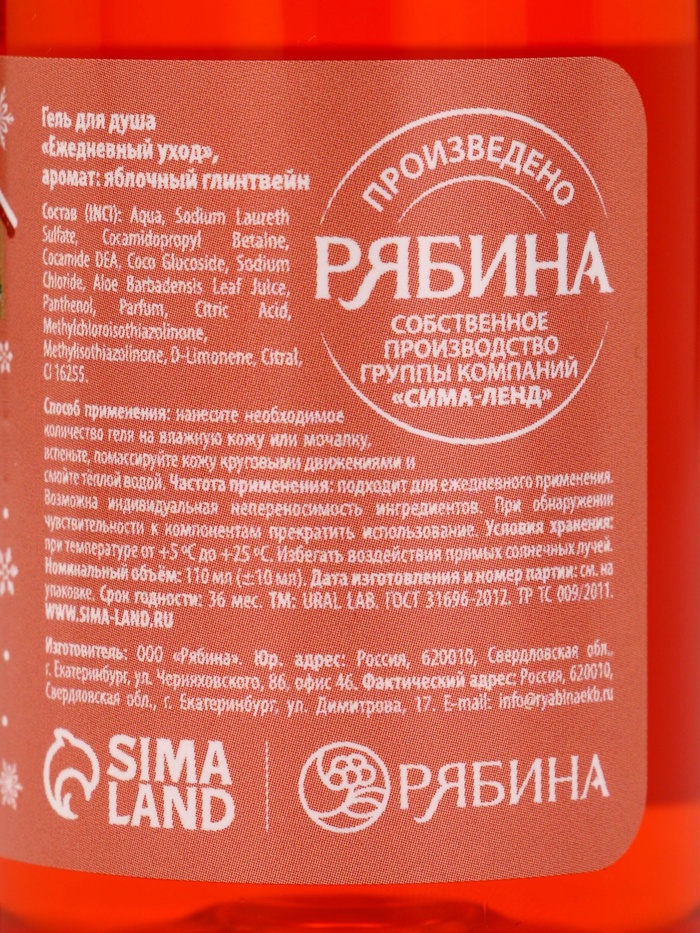 Гель для душа
«Ежедневный уход»,
аромат: яблочный глинтвейн
Состав (INCI): Aqua, Sodium Laureth
Sulfate, Cocamidopropyl Betaine,
Cocamide DEA, Coco Glucoside, Sodium
Chloride, Aloe Barbadensis Leaf Juice,
Panthenol, Parfum, Citric Acid,
Methylchloroisothiazolinone,
Methylisothiazolinone, D-Limonene, Citral,
CI 16255.
ПРОИЗВЕДЕНО
РЯБИНА
СОБСТВЕННОЕ
ПРОИЗВОДСТВО
ГРУППЫ КОМПАНИЙ
«СИМА-ЛЕНД»
Способ применения: нанесите необходимое
количество геля на влажную кожу или мочалку,
вспеньте, помассируйте кожу круговыми движениями и
смойте тёплой водой. Частота применения: подходит для ежедневного применения.
Возможна индивидуальная непереносимость ингредиентов. При обнаружении
чувствительности к компонентам прекратить использование. Условия хранения:
при температуре от +5 °С до +25 °С. Избегать воздействия прямых солнечных лучей.
Номинальный объём: 110 мл (±10 мл). Дата изготовления и номер партии: см. на
упаковке. Срок годности: 36 мес. ТМ: URAL LAB. ГОСТ 31696-2012. ТР ТС 009/2011.
WWW.SIMA-LAND.RU
Изготовитель: ООО «Рябина». Юр. адрес: Россия, 620010, Свердловская обл.,
г. Екатеринбург, ул. Черняховского, 86, офис 46. Фактический адрес: Россия, 620010,
Свердловская обл., г. Екатеринбург, ул. Димитрова, 17. E-mail: info@ryabinaekb.ru
SIMA
LAND
РЯБИНА